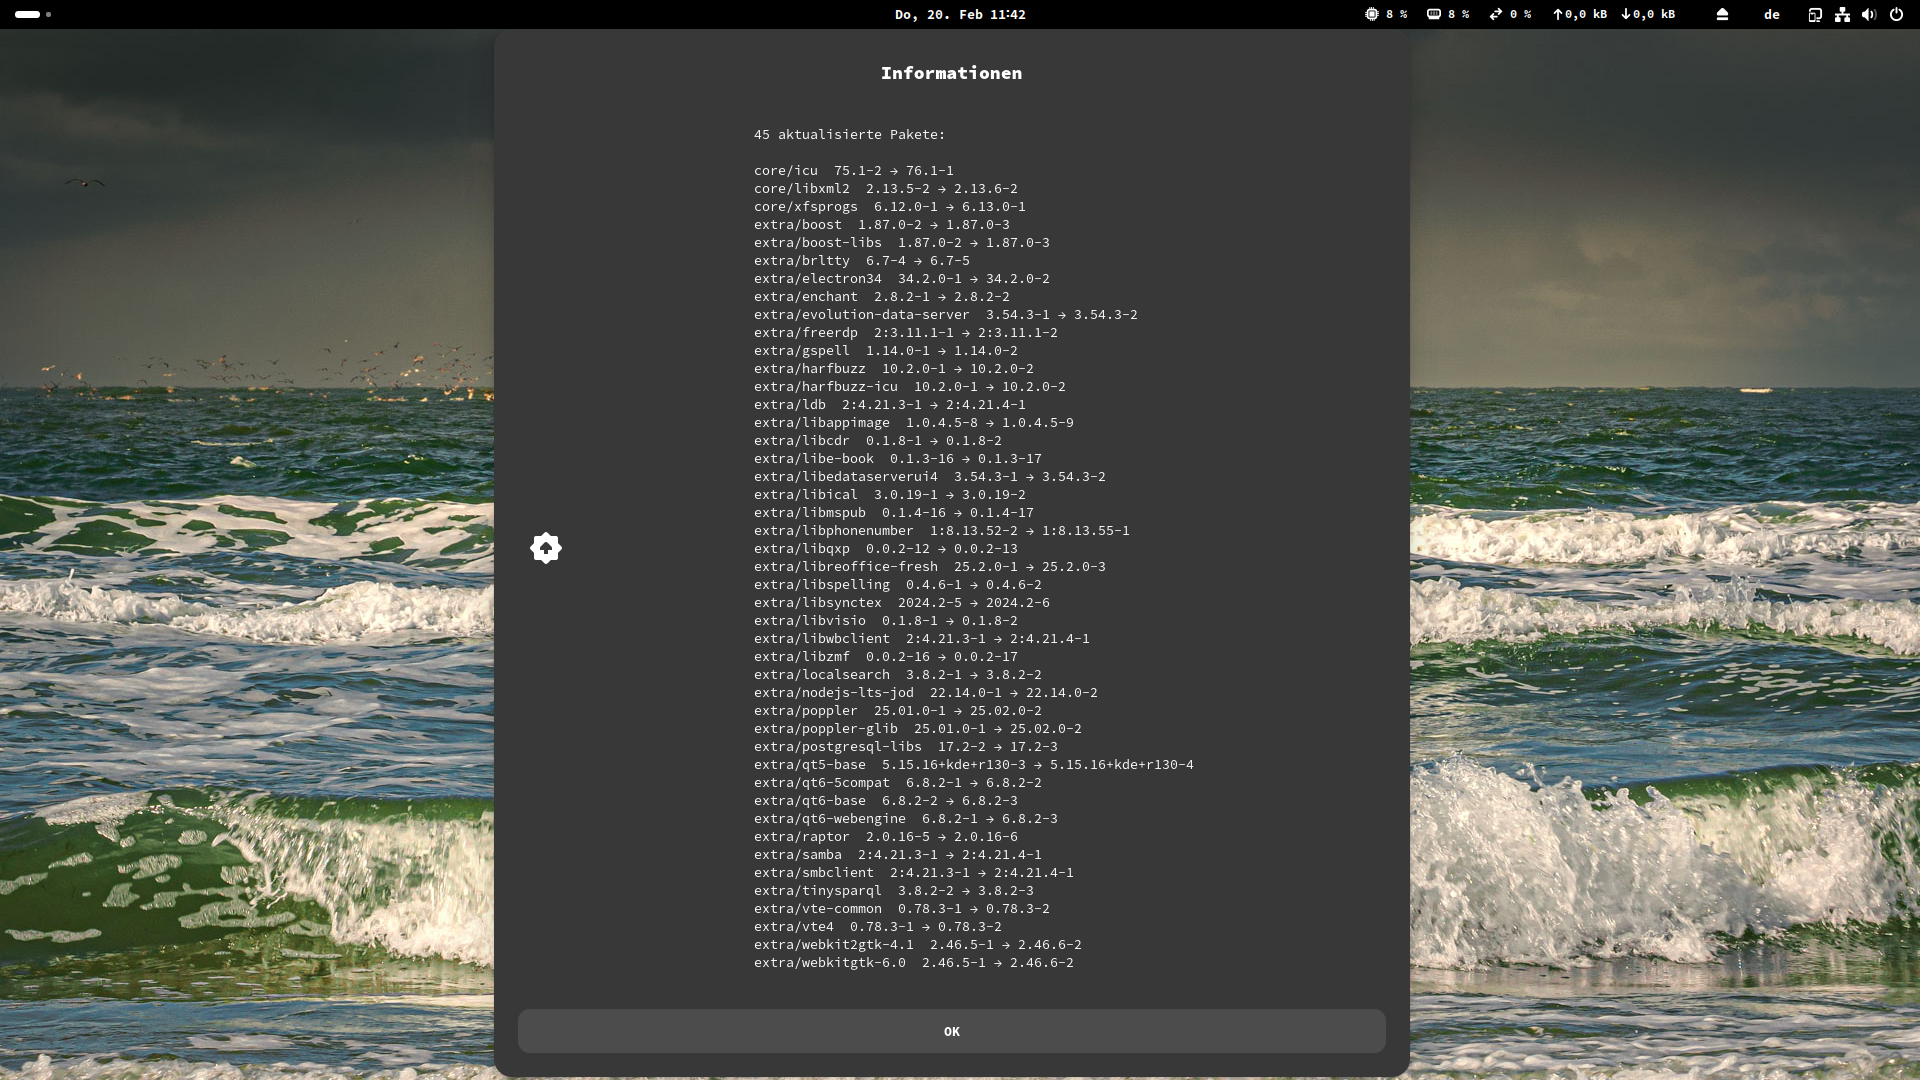 Do, 20. Feb 11:42
8 %
8 %
0 %
↑0,0 kB
↓0,0 kB
de
Informationen
45 aktualisierte Pakete:
core/icu  75.1-2 → 76.1-1
core/libxml2  2.13.5-2 → 2.13.6-2
core/xfsprogs  6.12.0-1 → 6.13.0-1
extra/boost  1.87.0-2 → 1.87.0-3
extra/boost-libs  1.87.0-2 → 1.87.0-3
extra/brltty  6.7-4 → 6.7-5
extra/electron34  34.2.0-1 → 34.2.0-2
extra/enchant  2.8.2-1 → 2.8.2-2
extra/evolution-data-server  3.54.3-1 → 3.54.3-2
extra/freerdp  2:3.11.1-1 → 2:3.11.1-2
extra/gspell  1.14.0-1 → 1.14.0-2
extra/harfbuzz  10.2.0-1 → 10.2.0-2
extra/harfbuzz-icu  10.2.0-1 → 10.2.0-2
extra/ldb  2:4.21.3-1 → 2:4.21.4-1
extra/libappimage  1.0.4.5-8 → 1.0.4.5-9
extra/libcdr  0.1.8-1 → 0.1.8-2
extra/libe-book  0.1.3-16 → 0.1.3-17
extra/libedataserverui4  3.54.3-1 → 3.54.3-2
extra/libical  3.0.19-1 → 3.0.19-2
extra/libmspub  0.1.4-16 → 0.1.4-17
extra/libphonenumber  1:8.13.52-2 → 1:8.13.55-1
extra/libqxp  0.0.2-12 → 0.0.2-13
extra/libreoffice-fresh  25.2.0-1 → 25.2.0-3
extra/libspelling  0.4.6-1 → 0.4.6-2
extra/libsynctex  2024.2-5 → 2024.2-6
extra/libvisio  0.1.8-1 → 0.1.8-2
extra/libwbclient  2:4.21.3-1 → 2:4.21.4-1
extra/libzmf  0.0.2-16 → 0.0.2-17
extra/localsearch  3.8.2-1 → 3.8.2-2
extra/nodejs-lts-jod  22.14.0-1 → 22.14.0-2
extra/poppler  25.01.0-1 → 25.02.0-2
extra/poppler-glib  25.01.0-1 → 25.02.0-2
extra/postgresql-libs  17.2-2 → 17.2-3
extra/qt5-base  5.15.16+kde+r130-3 → 5.15.16+kde+r130-4
extra/qt6-5compat  6.8.2-1 → 6.8.2-2
extra/qt6-base  6.8.2-2 → 6.8.2-3
extra/qt6-webengine  6.8.2-1 → 6.8.2-3
extra/raptor  2.0.16-5 → 2.0.16-6
extra/samba  2:4.21.3-1 → 2:4.21.4-1
extra/smbclient  2:4.21.3-1 → 2:4.21.4-1
extra/tinysparql  3.8.2-2 → 3.8.2-3
extra/vte-common  0.78.3-1 → 0.78.3-2
extra/vte4  0.78.3-1 → 0.78.3-2
extra/webkit2gtk-4.1  2.46.5-1 → 2.46.6-2
extra/webkitgtk-6.0  2.46.5-1 → 2.46.6-2
OK